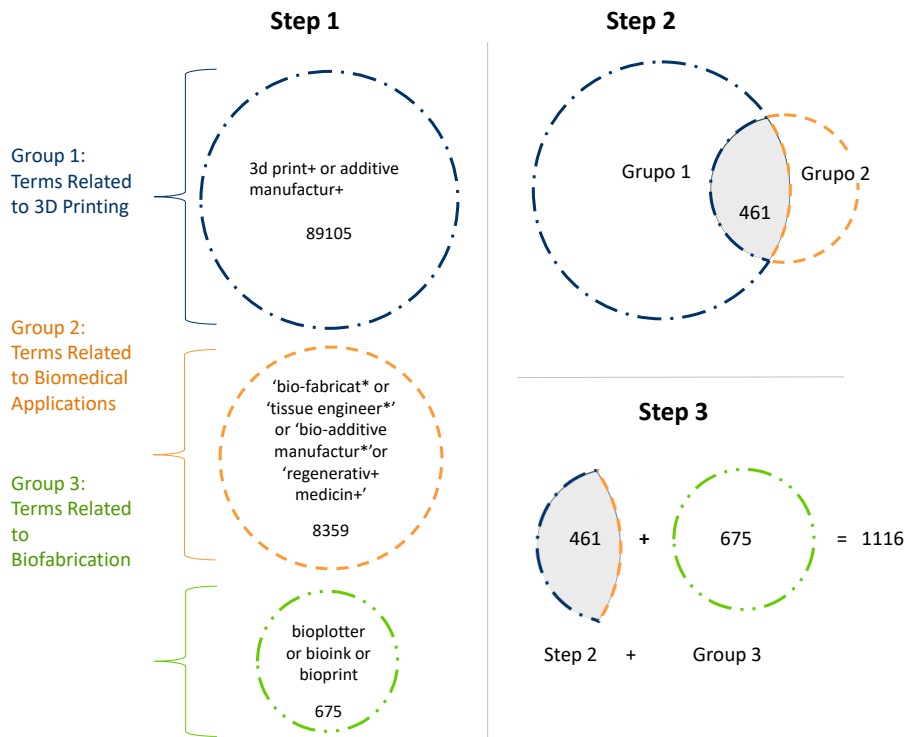 Step 1
Group 1:
Terms Related
to 3D Printing
3d print+ or additive
manufactur+
89105
Group 2:
Terms Related
to Biomedical
Applications
‘bio-fabricat* or
‘tissue engineer*’
or ‘bio-additive
manufactur*’or
‘regenerativ+
medicin+’
8359
Group 3:
Terms Related
to
Biofabrication
bioplotter
or bioink or
bioprint
675
Step 2
Grupo 1
Grupo 2
461
Step 3
461 + 675 = 1116
Step 2 + Group 3